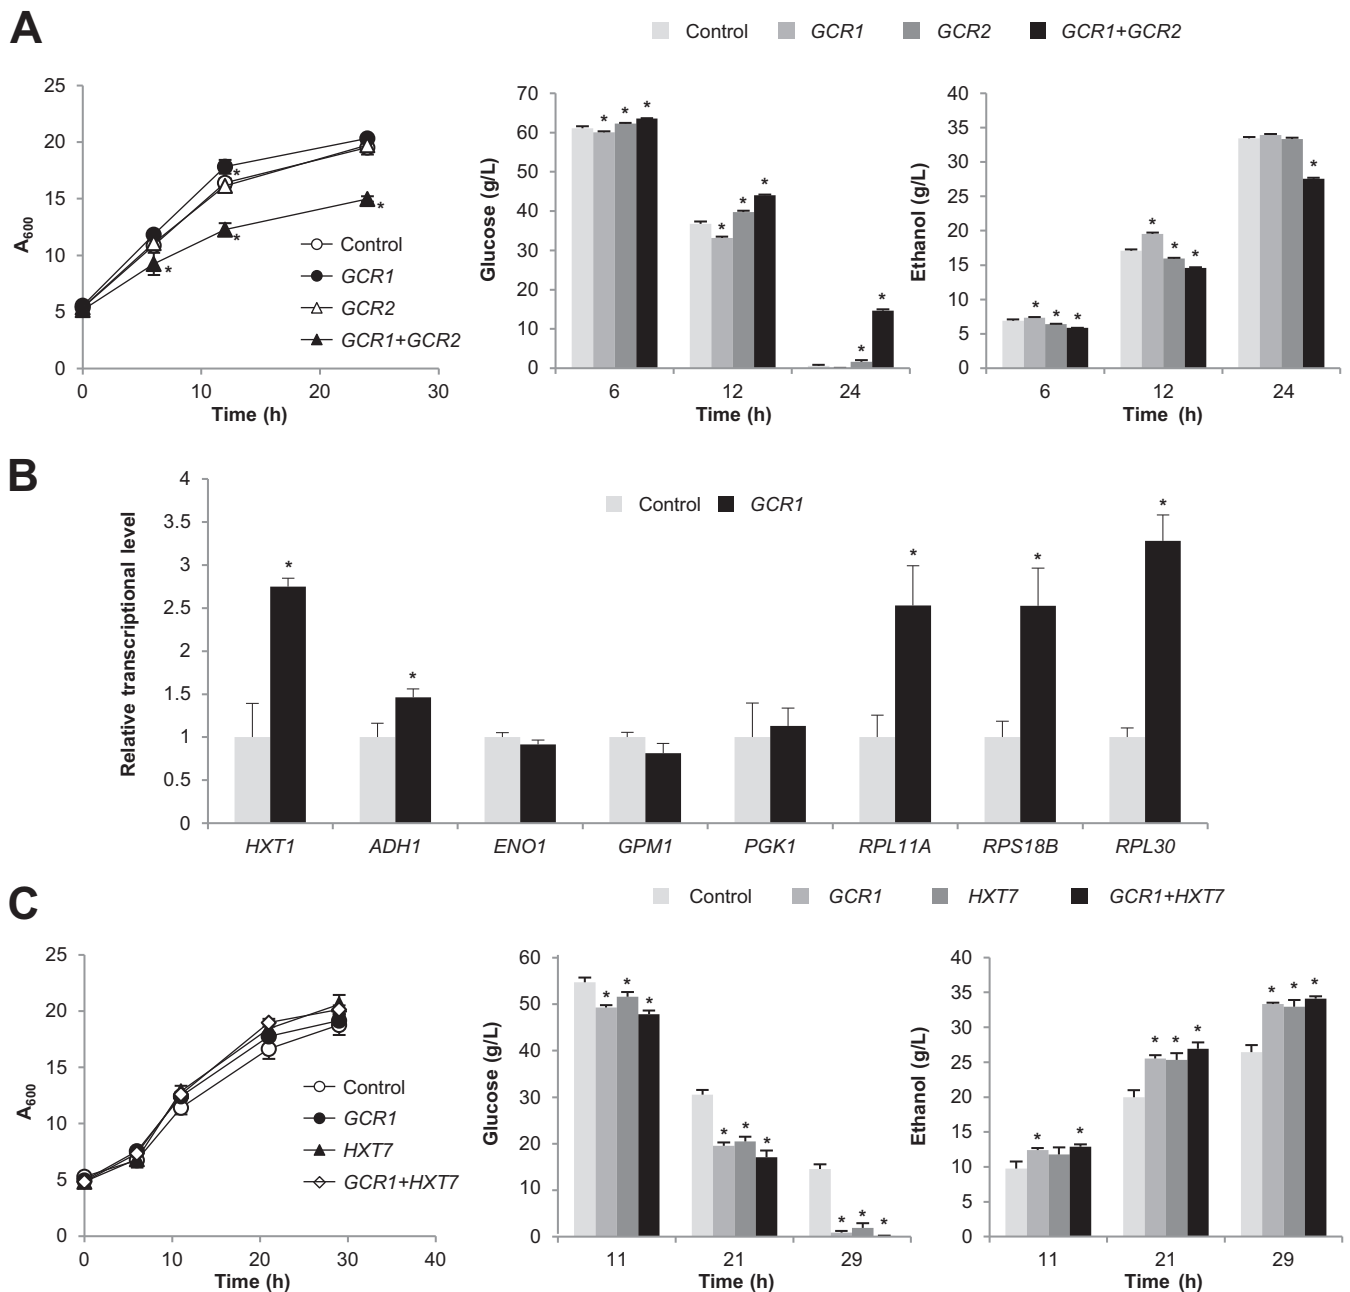 A
Control GCR1 GCR2 GCR1+GCR2
25
20
15
10
5
0
A600
0 10 20 30
Time (h)
Control
GCR1
GCR2
GCR1+GCR2
*
*
*
*
70
60
50
40
30
20
10
0
Glucose (g/L)
* * *
* * *
* *
6 12 24
Time (h)
40
35
30
25
20
15
10
5
0
Ethanol (g/L)
* * *
* * *
*
6 12 24
Time (h)
B
Control GCR1
4
3.5
3
2.5
2
1.5
1
0.5
0
Relative transcriptional level
* * * * *
HXT1 ADH1 ENO1 GPM1 PGK1 RPL11A RPS18B RPL30
C
Control GCR1 HXT7 GCR1+HXT7
25
20
15
10
5
0
A600
0 10 20 30 40
Time (h)
Control
GCR1
HXT7
GCR1+HXT7
60
50
40
30
20
10
0
Glucose (g/L)
* * *
* * *
* * *
11 21 29
Time (h)
40
35
30
25
20
15
10
5
0
Ethanol (g/L)
* *
* * *
* * *
11 21 29
Time (h)